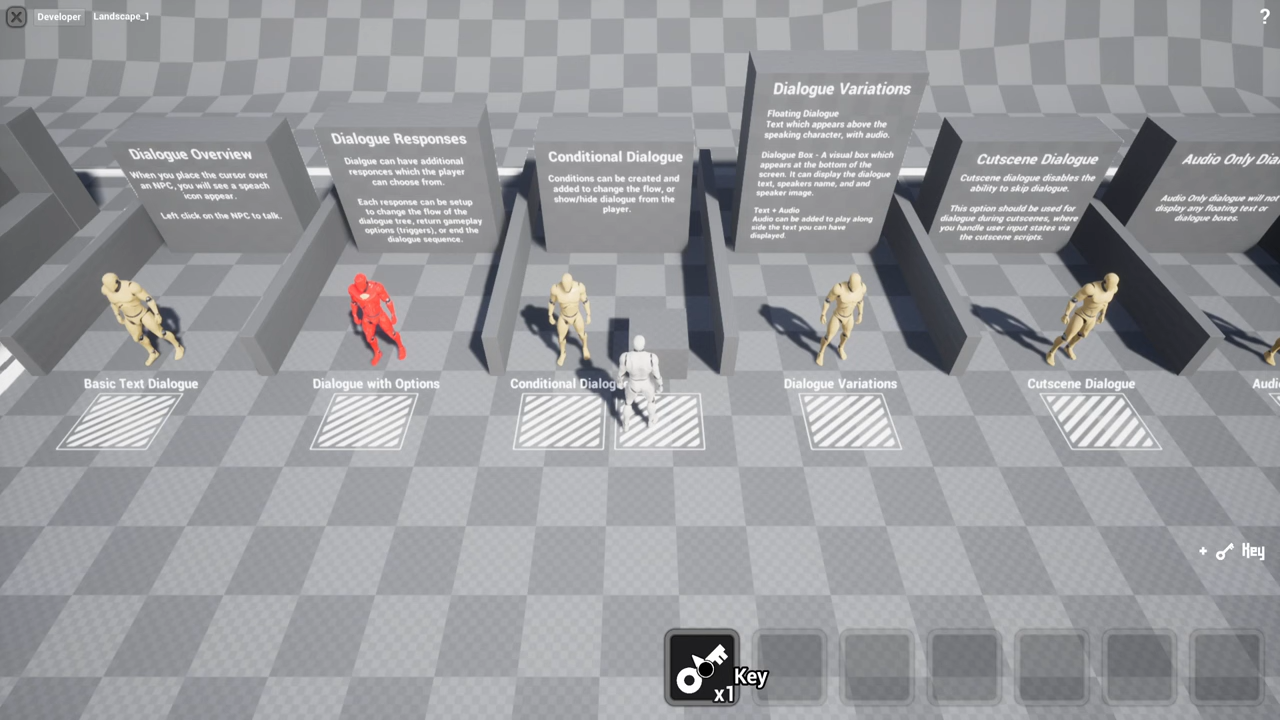 Developer
Landscape_1
?
Dialogue Overview
When you place the cursor over
an NPC, you will see a speach
icon appear.
Left click on the NPC to talk.
Dialogue Responses
Dialgue can have additional
responces which the player
can choose from.
Each response can be setup
to change the flow of the
dialogue tree, return gameplay
options (triggers), or end the
dialogue sequence.
Conditional Dialogue
Conditions can be created and
added to change the flow, or
show/hide dialogue from the
player.
Dialogue Variations
Floating Dialogue
Text which appears above the
speaking character, with audio.
Dialogue Box - A visual box which
appears at the bottom of the
screen. It can display the dialogue
text, speakers name, and and
speaker image.
Text + Audio
Audio can be added to play along
side the text you can have
displayed.
Cutscene Dialogue
Cutscene dialogue disables the
ability to skip dialogue.
This option should be used for
dialogue during cutscenes, where
you handle user input states via
the cutscene scripts.
Audio Only
Audio Only dialogue will not
display any floating text or
dialogue boxes.
Basic Text Dialogue
Dialogue with Options
Conditional Dialog
Dialogue Variations
Cutscene Dialogue
Audi
+ Key
Key
x1